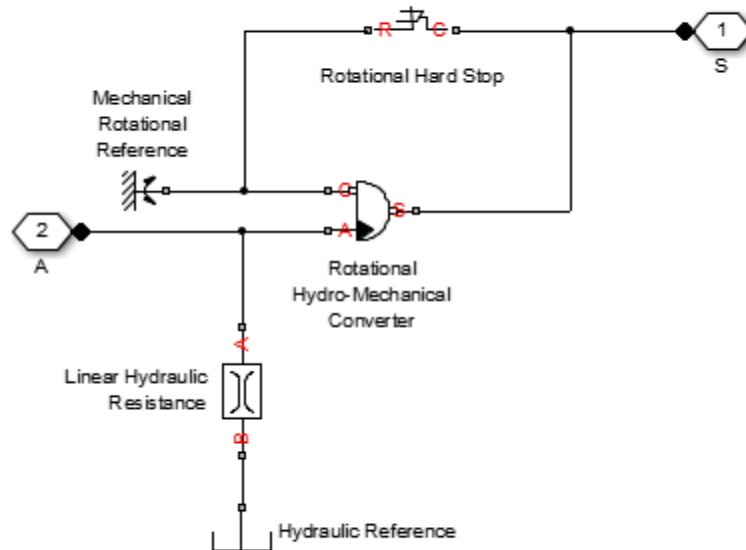 R
C
1
S
Rotational Hard Stop
Mechanical
Rotational
Reference
C
S
2
A
A
Rotational
Hydro-Mechanical
Converter
A
Linear Hydraulic
Resistance
B
Hydraulic Reference